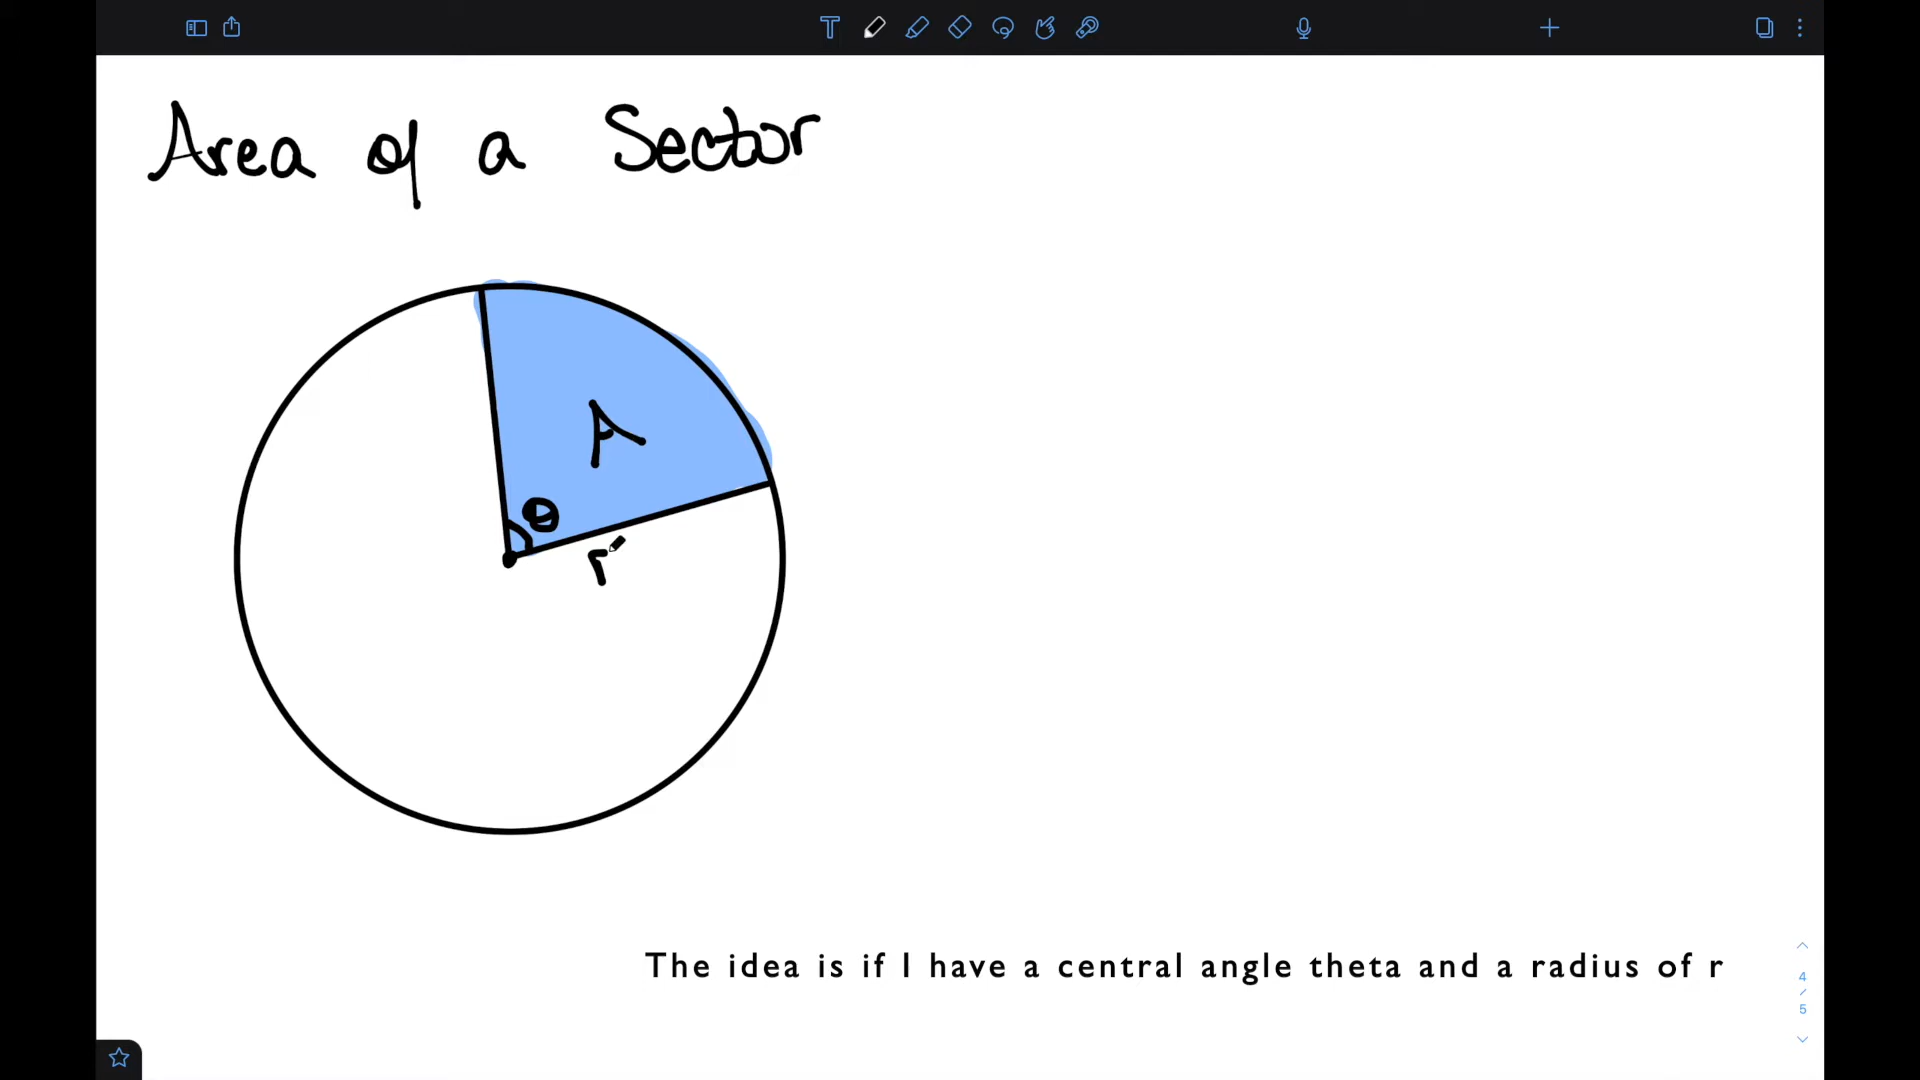 Area of a Sector
A
θ
r
The idea is if I have a central angle theta and a radius of r
4
/
5